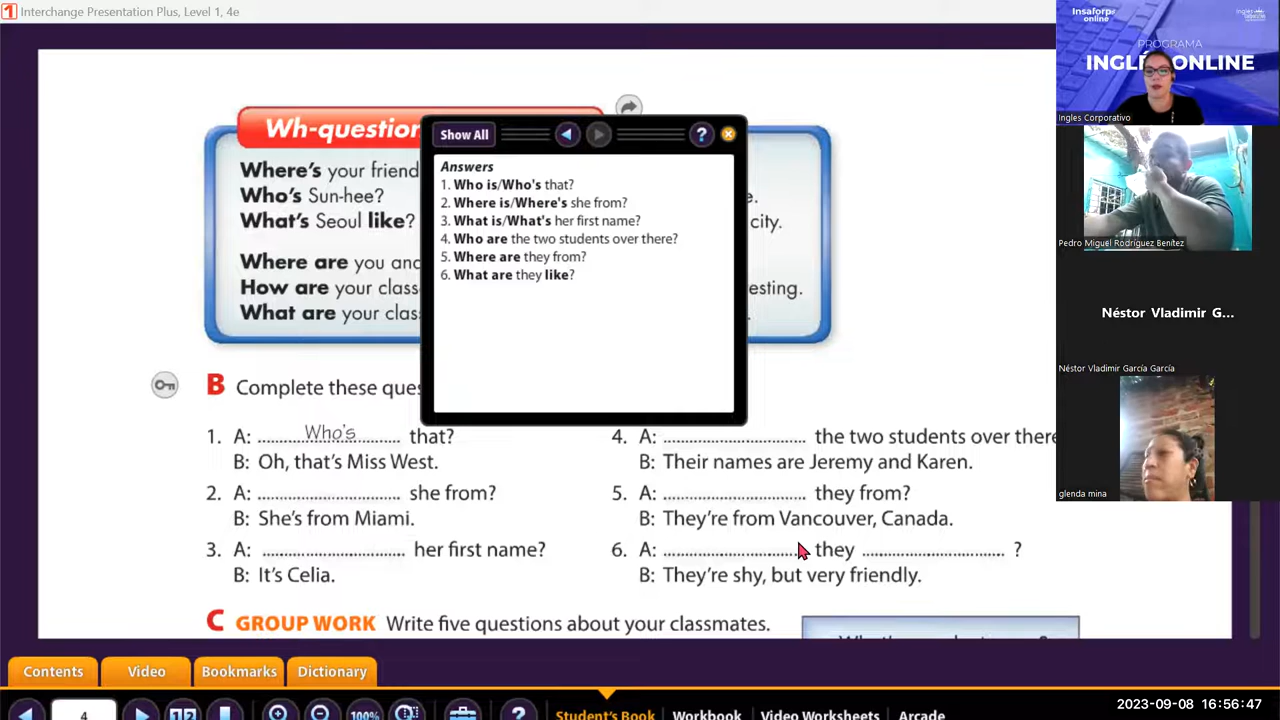 Interchange Presentation Plus, Level 1, 4e
Wh-question
Where's your friend
Who's Sun-hee?
What's Seoul like?
city.
Where are you and
How are your class
esting.
What are your clas
Show All
?
Answers
1. Who is/Who's that?
2. Where is/Where's she from?
3. What is/What's her first name?
4. Who are the two students over there?
5. Where are they from?
6. What are they like?
B Complete these que
1. A: Who's that?
B: Oh, that's Miss West.
2. A: .............................. she from?
B: She's from Miami.
3. A: .............................. her first name?
B: It's Celia.
4. A: .............................. the two students over there
B: Their names are Jeremy and Karen.
5. A: .............................. they from?
B: They're from Vancouver, Canada.
6. A: .............................. they .............................. ?
B: They're shy, but very friendly.
C GROUP WORK Write five questions about your classmates.
Contents Video Bookmarks Dictionary
4 1 2 100% ? Student's Book Workbook Video Worksheets Arcade
Insaforp
online
PROGRAMA
INGLÉS ONLINE
Ingles Corporativo
Pedro Miguel Rodríguez Benítez
Néstor Vladimir G...
Néstor Vladimir García García
glenda mina
2023-09-08 16:56:47